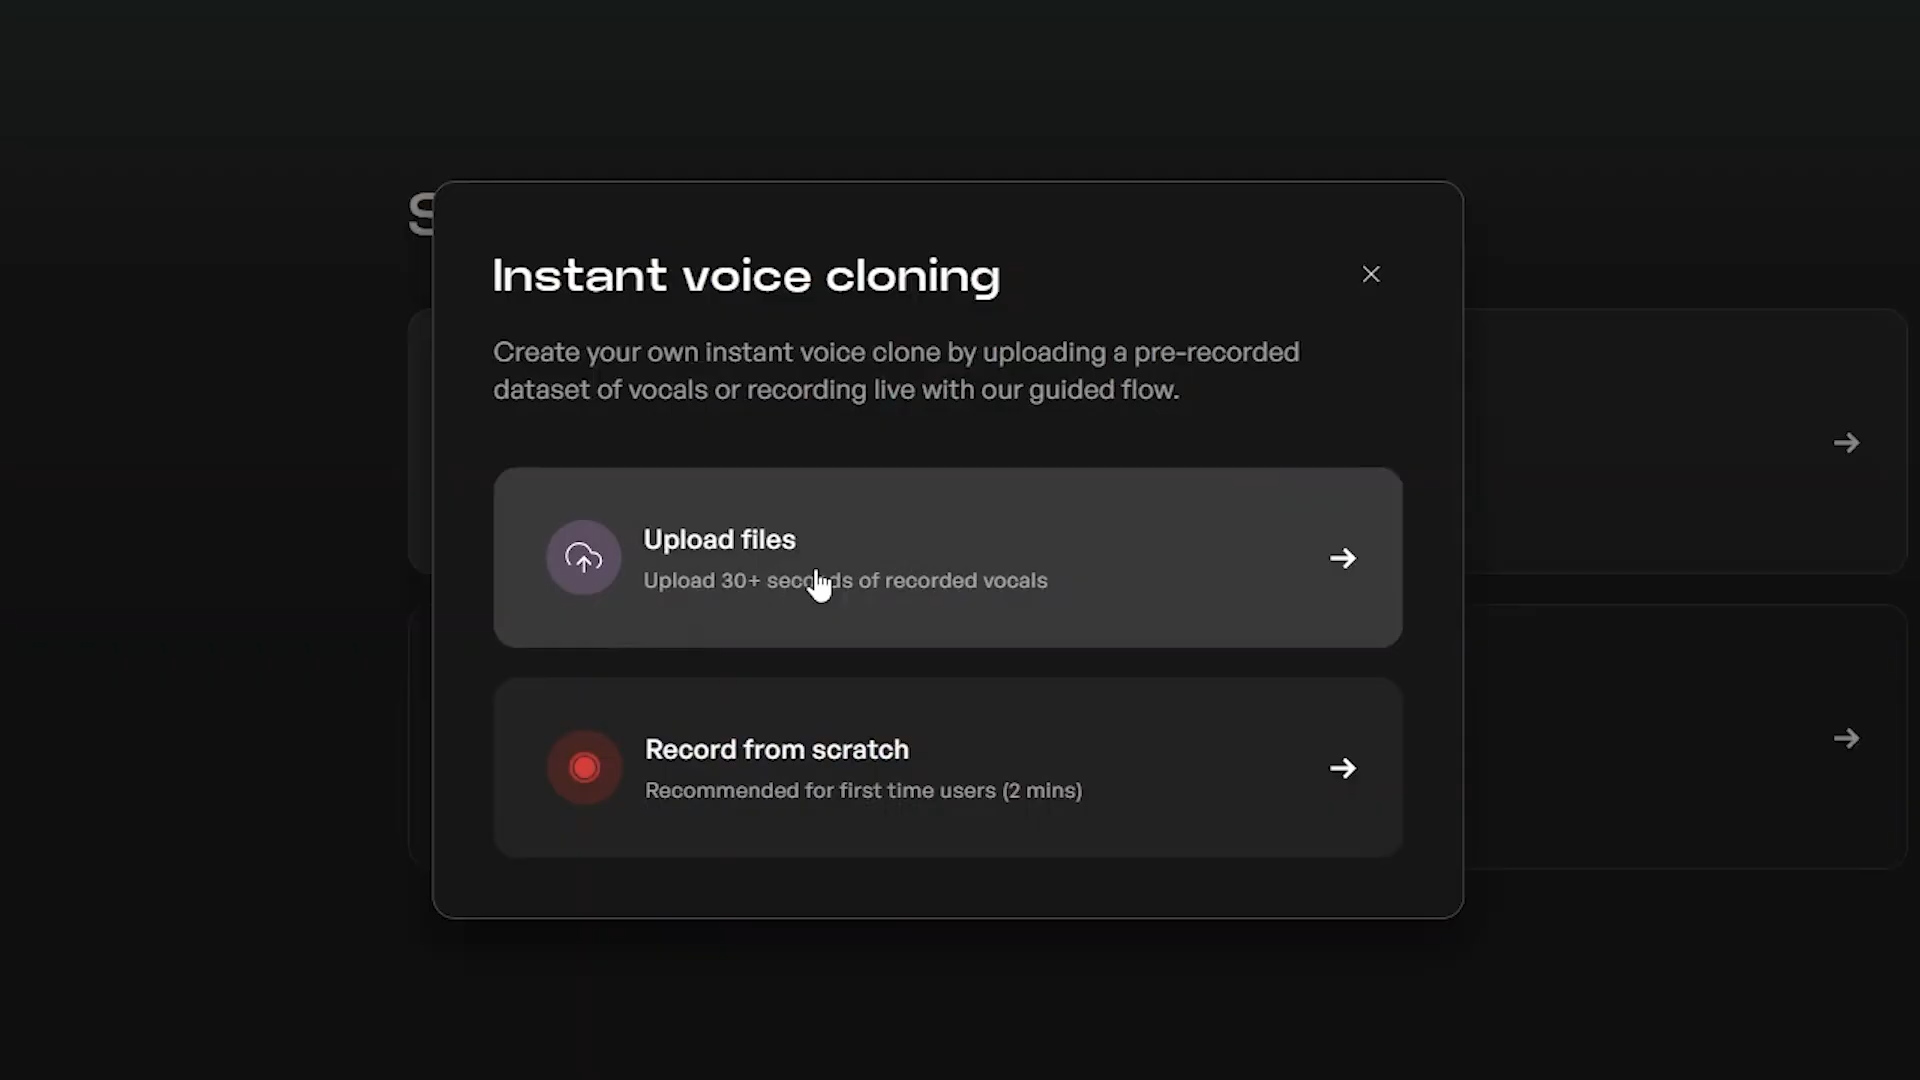 S
Instant voice cloning
Create your own instant voice clone by uploading a pre-recorded
dataset of vocals or recording live with our guided flow.
Upload files
Upload 30+ seconds of recorded vocals
Record from scratch
Recommended for first time users (2 mins)